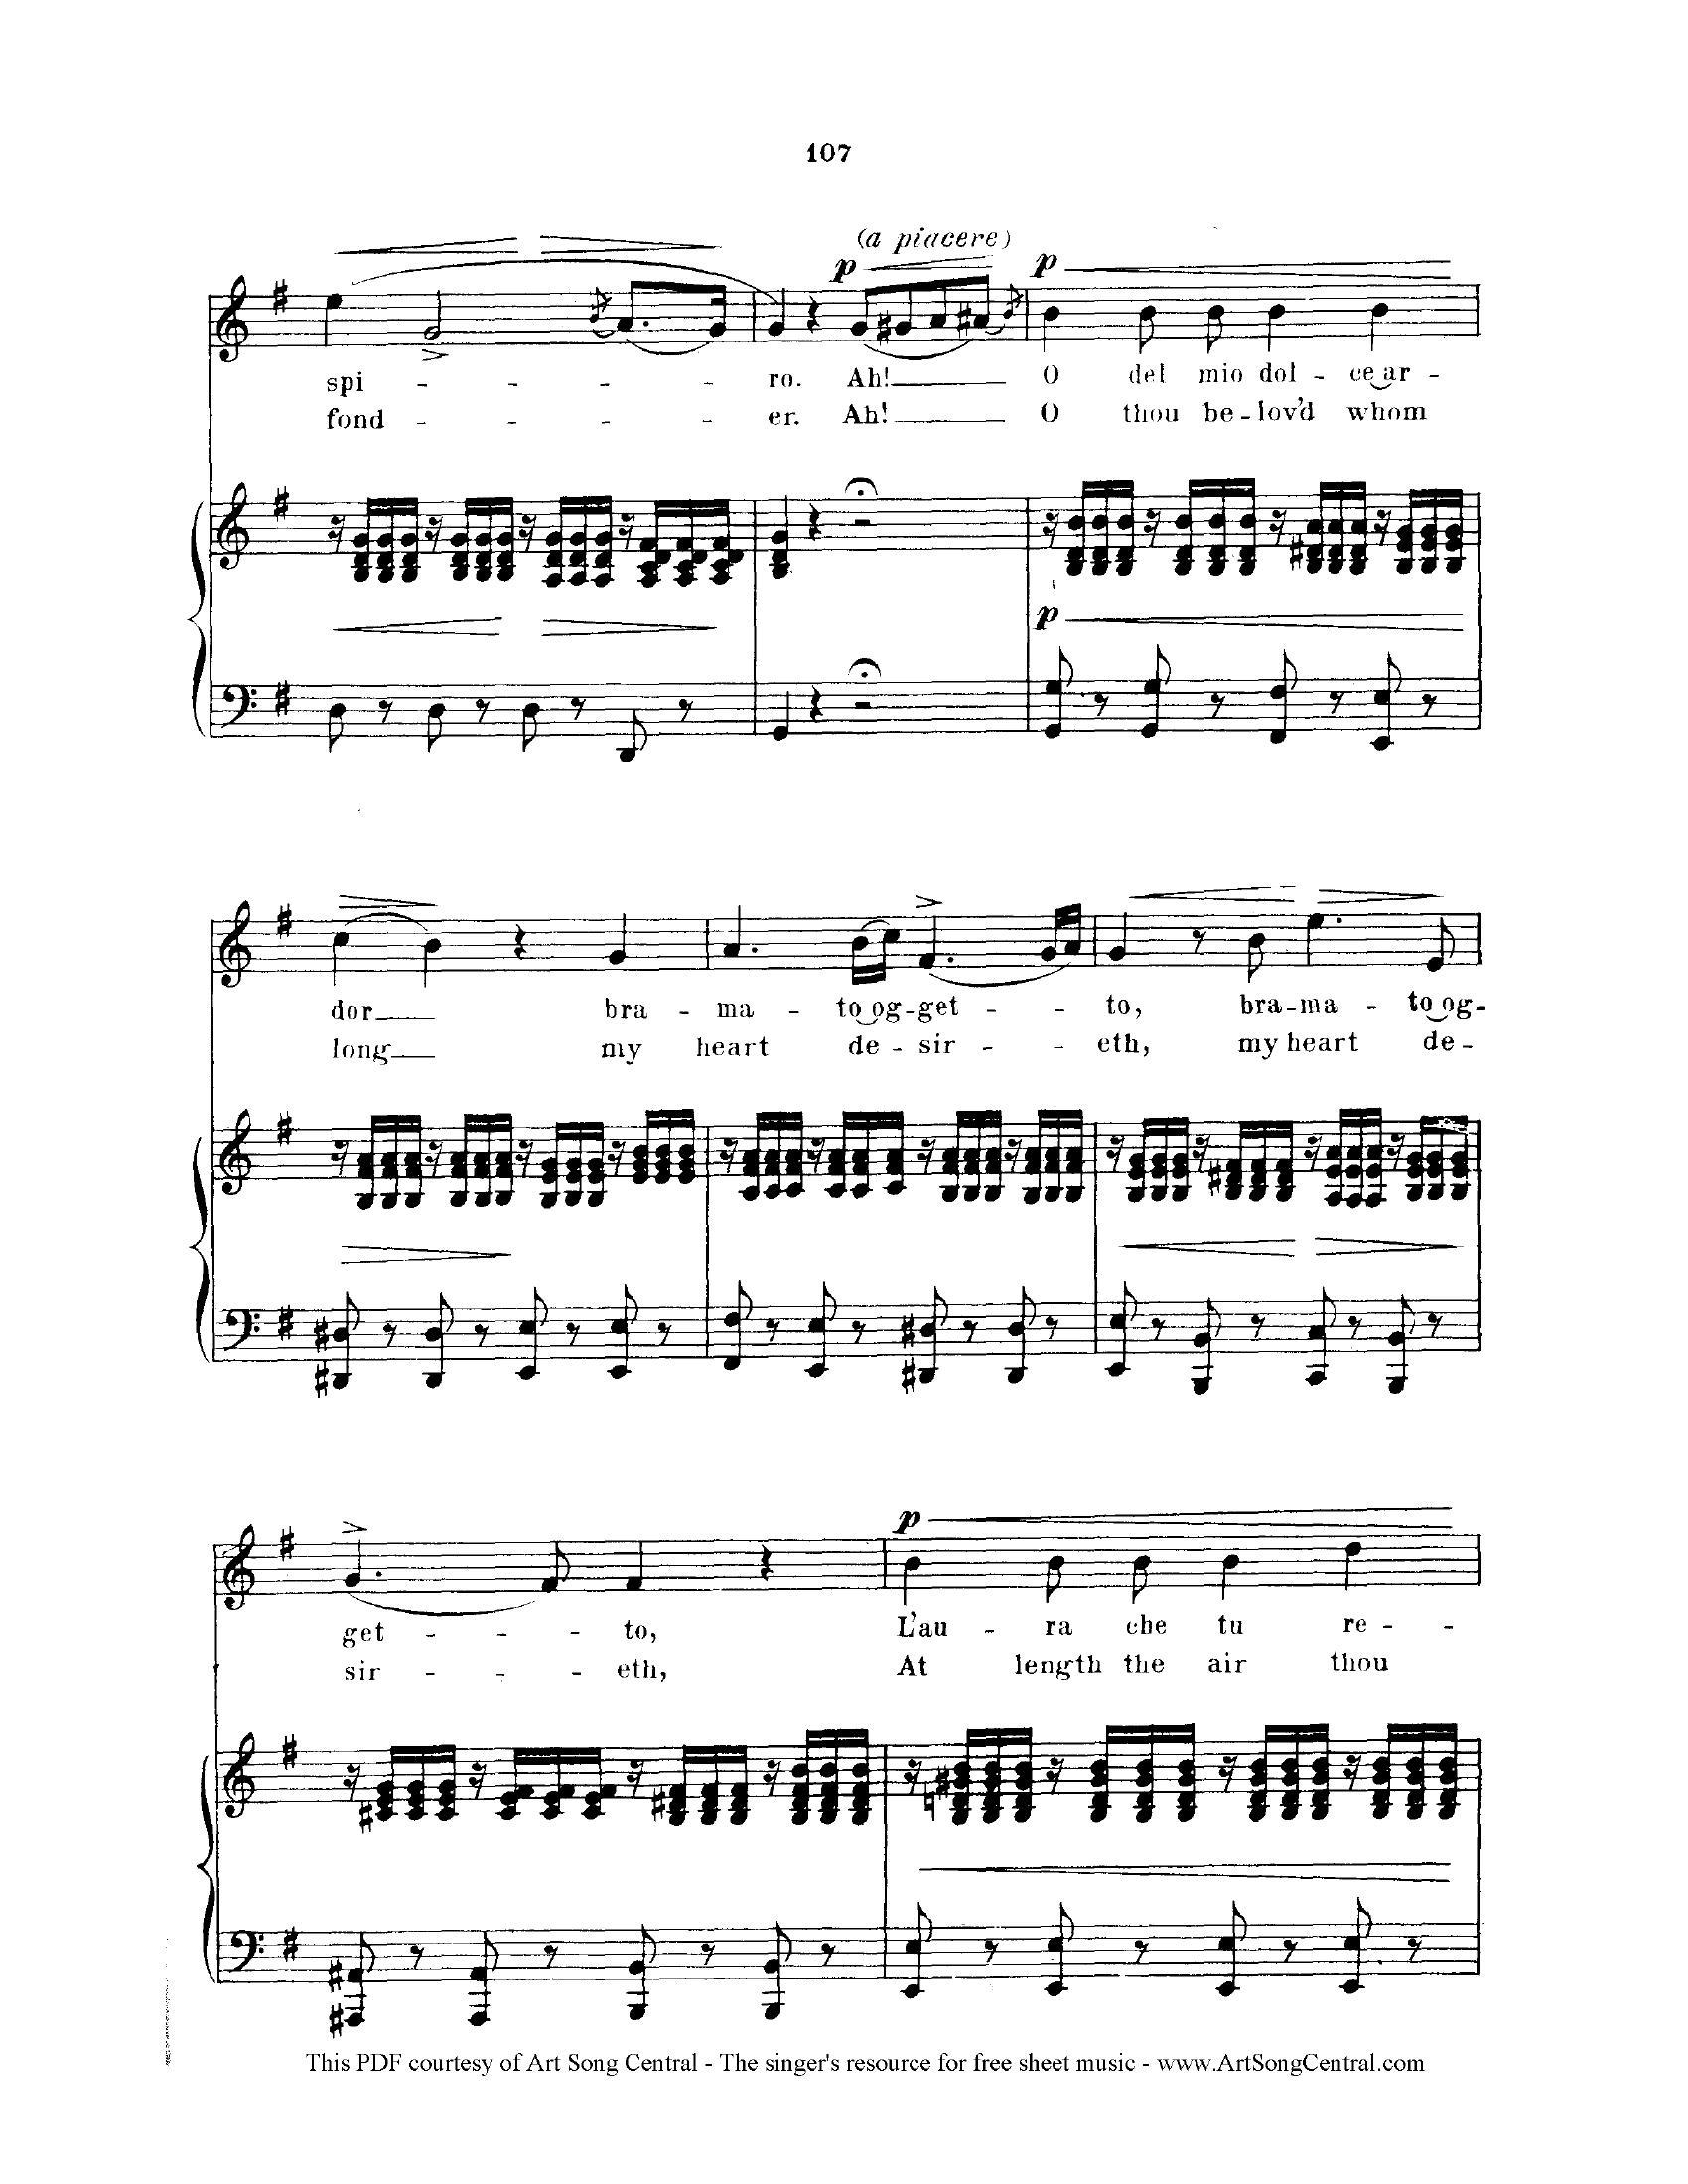 107
(a piacere)
p p
spi - - - - - ro. Ah! O del mio dol - ce‿ar -
fond - - - - - er. Ah! O thou be - lov'd whom
p
dor bra - ma - to‿og - get - - to, bra - ma - to‿og -
long my heart de - sir - - eth, my heart de -
p
get - - - to, L'au - ra che tu re - -
sir - - - eth, At length the air thou
This PDF courtesy of Art Song Central - The singer's resource for free sheet music - www.ArtSongCentral.com